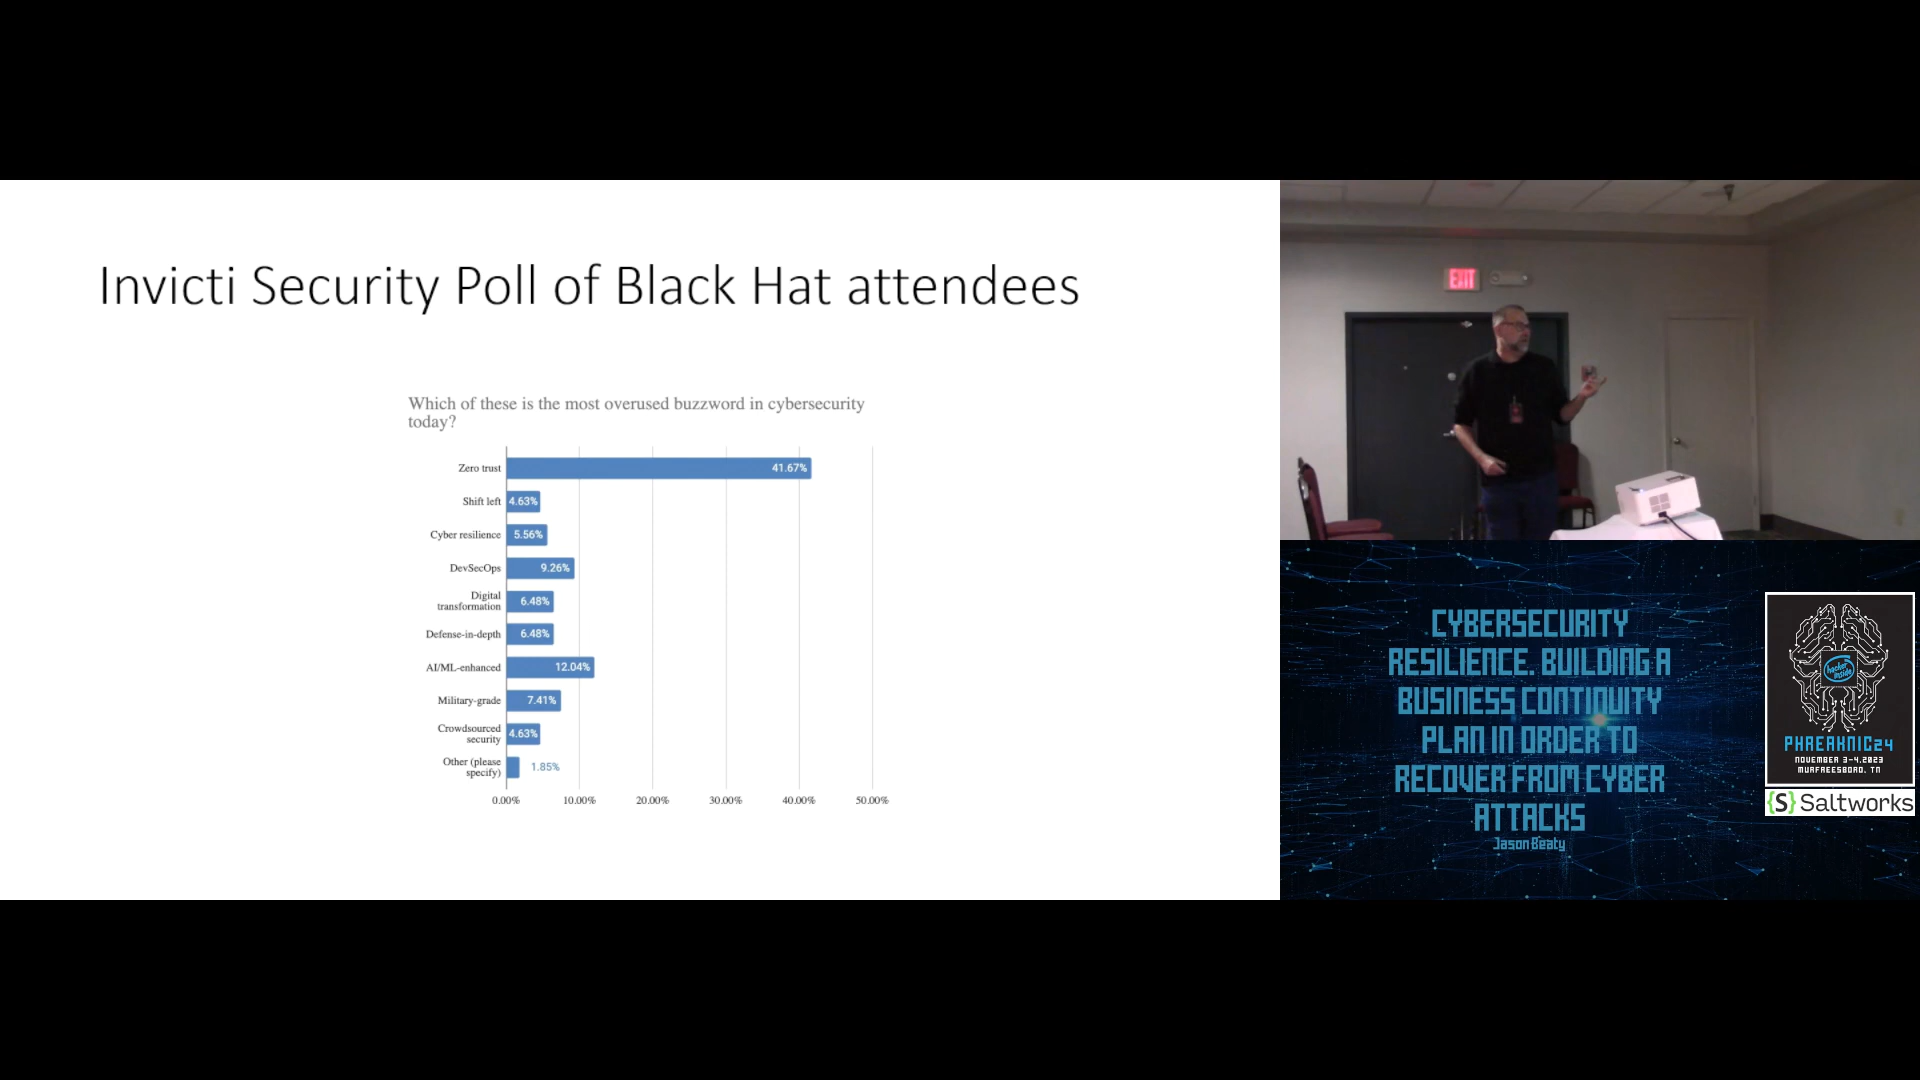 Invicti Security Poll of Black Hat attendees
Which of these is the most overused buzzword in cybersecurity
today?
Zero trust 41.67%
Shift left 4.63%
Cyber resilience 5.56%
DevSecOps 9.26%
Digital
transformation 6.48%
Defense-in-depth 6.48%
AI/ML-enhanced 12.04%
Military-grade 7.41%
Crowdsourced
security 4.63%
Other (please
specify) 1.85%
0.00% 10.00% 20.00% 30.00% 40.00% 50.00%
EXIT
CYBERSECURITY
RESILIENCE. BUILDING A
BUSINESS CONTINUITY
PLAN IN ORDER TO
RECOVER FROM CYBER
ATTACKS
Jason Beaty
hacker
inside
PHREAKNIC24
NOVEMBER 3-4.2023
MURFREESBORO, TN
{S} Saltworks